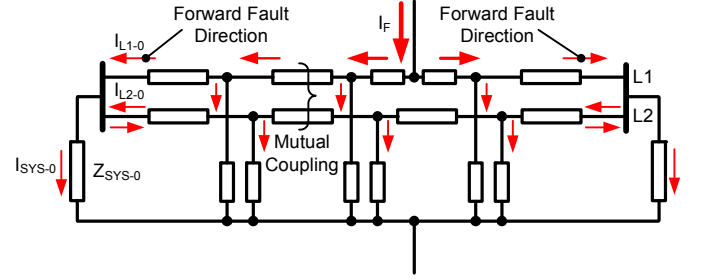 Forward Fault
Direction
I_F
Forward Fault
Direction
I_L1-0
L1
I_L2-0
L2
Mutual
Coupling
I_SYS-0
Z_SYS-0